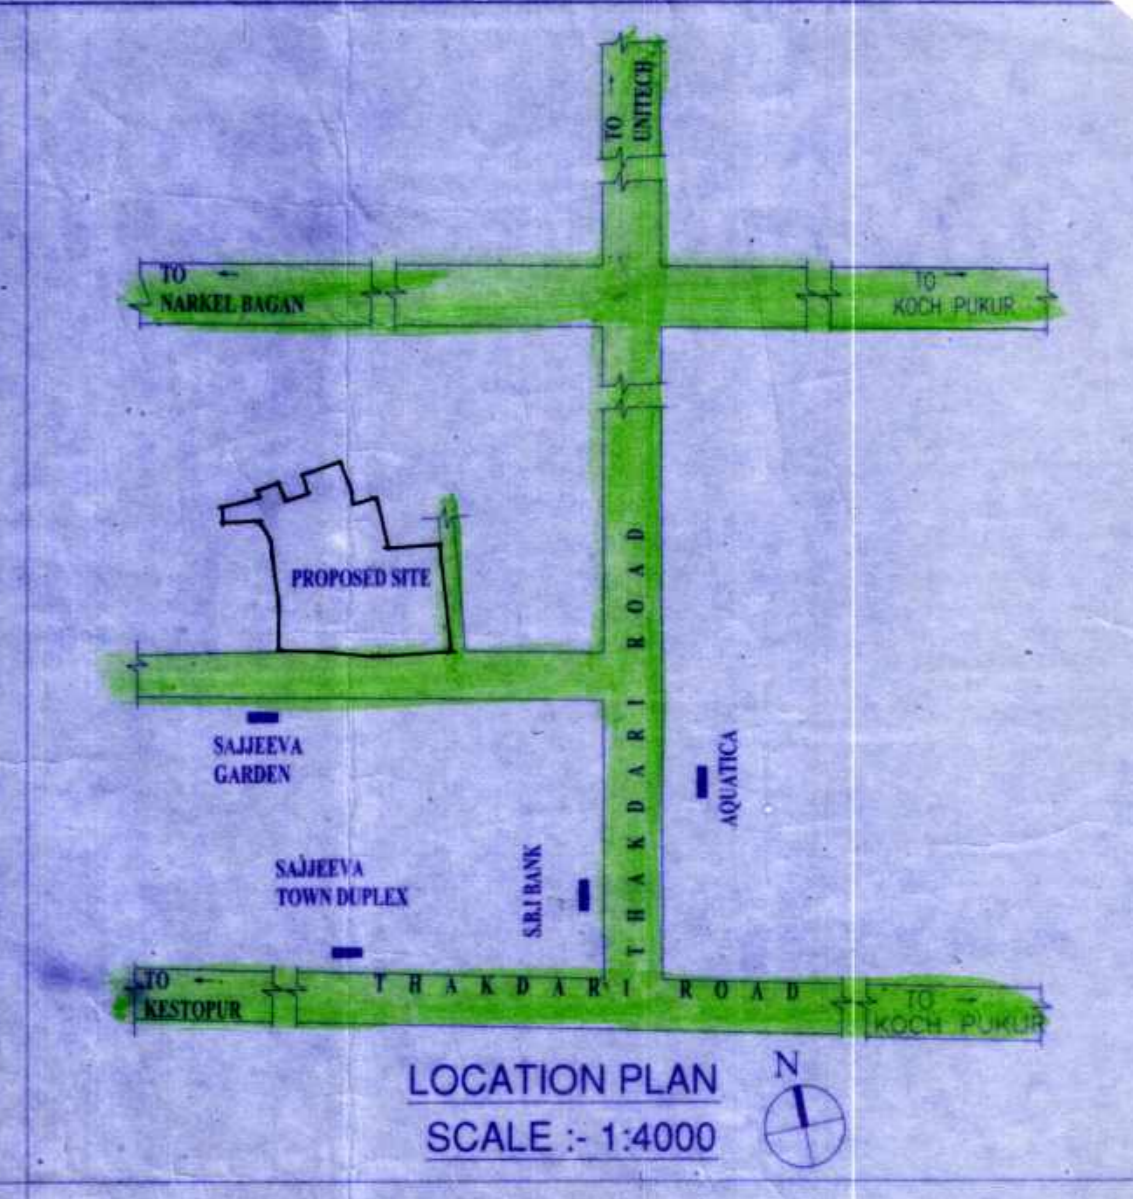 TO
UNITECH
TO
NARKEL BAGAN
TO
KOCH PUKUR
PROPOSED SITE
THAKDARI ROAD
SAJJEEVA
GARDEN
AQUATICA
SAJJEEVA
TOWN DUPLEX
S.B.I BANK
TO
KESTOPUR
THAKDARI ROAD
TO
KOCH PUKUR
LOCATION PLAN
SCALE :- 1:4000
N